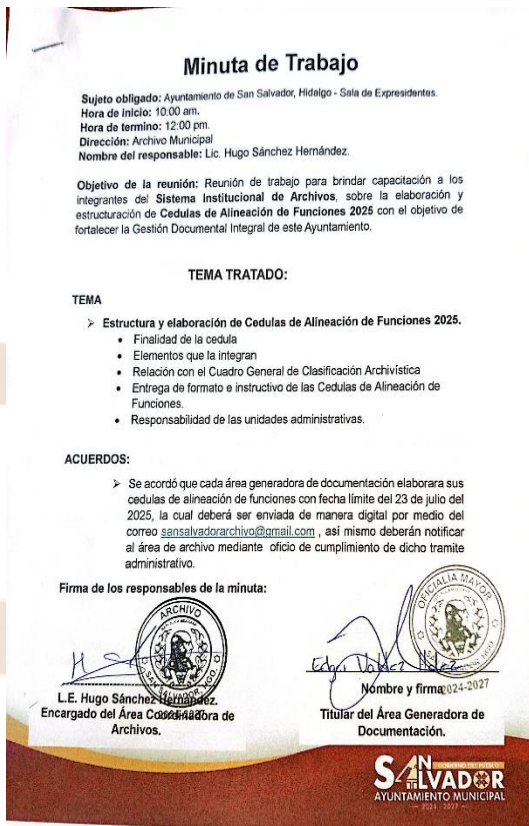 Minuta de Trabajo
Sujeto obligado: Ayuntamiento de San Salvador, Hidalgo - Sala de Expresidentes.
Hora de inicio: 10:00 am.
Hora de termino: 12:00 pm.
Dirección: Archivo Municipal
Nombre del responsable: Lic. Hugo Sánchez Hernández.
Objetivo de la reunión: Reunión de trabajo para brindar capacitación a los
integrantes del Sistema Institucional de Archivos, sobre la elaboración y
estructuración de Cedulas de Alineación de Funciones 2025 con el objetivo de
fortalecer la Gestión Documental Integral de este Ayuntamiento.
TEMA TRATADO:
TEMA
➢ Estructura y elaboración de Cedulas de Alineación de Funciones 2025.
• Finalidad de la cedula
• Elementos que la integran
• Relación con el Cuadro General de Clasificación Archivística
• Entrega de formato e instructivo de las Cedulas de Alineación de
Funciones.
• Responsabilidad de las unidades administrativas.
ACUERDOS:
➢ Se acordó que cada área generadora de documentación elaborara sus
cedulas de alineación de funciones con fecha límite del 23 de julio del
2025, la cual deberá ser enviada de manera digital por medio del
correo sansalvadorarchivo@gmail.com , así mismo deberán notificar
al área de archivo mediante oficio de cumplimiento de dicho tramite
administrativo.
Firma de los responsables de la minuta:
ARCHIVO
SAN SALVADOR, HGO.
2024-2027
L.E. Hugo Sánchez Hernández.
Encargado del Área Coordinadora de
Archivos.
OFICIALIA MAYOR
SAN SALVADOR, HGO.
2024-2027
Nombre y firma
Titular del Área Generadora de
Documentación.
GOBIERNO DEL PUEBLO
SAN
SALVADOR
AYUNTAMIENTO MUNICIPAL
2024 - 2027